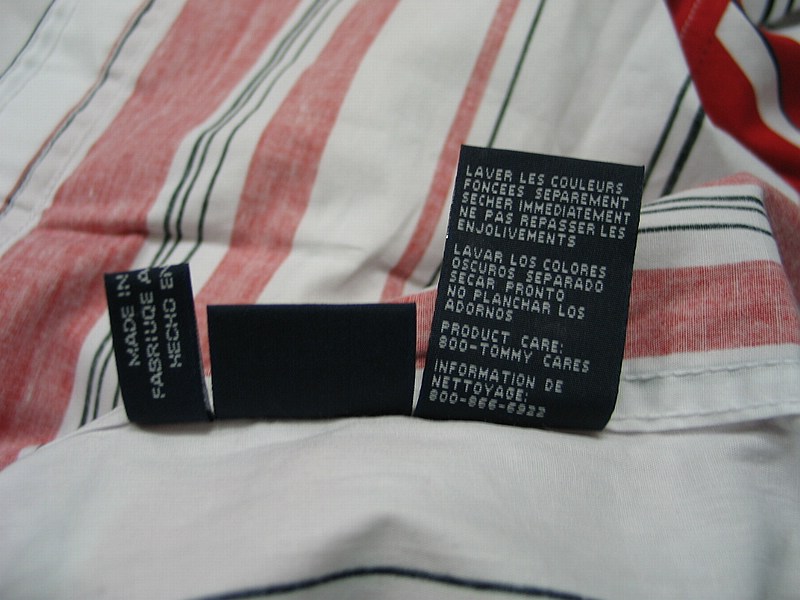 MADE IN
FABRIUQE A
HECHO EN
LAVER LES COULEURS
FONCEES SEPAREMENT
SECHER IMMEDIATEMENT
NE PAS REPASSER LES
ENJOLIVEMENTS
LAVAR LOS COLORES
OSCUROS SEPARADO
SECAR PRONTO
NO PLANCHAR LOS
ADORNOS
PRODUCT CARE:
800-TOMMY CARES
INFORMATION DE
NETTOYAGE:
800-866-6922